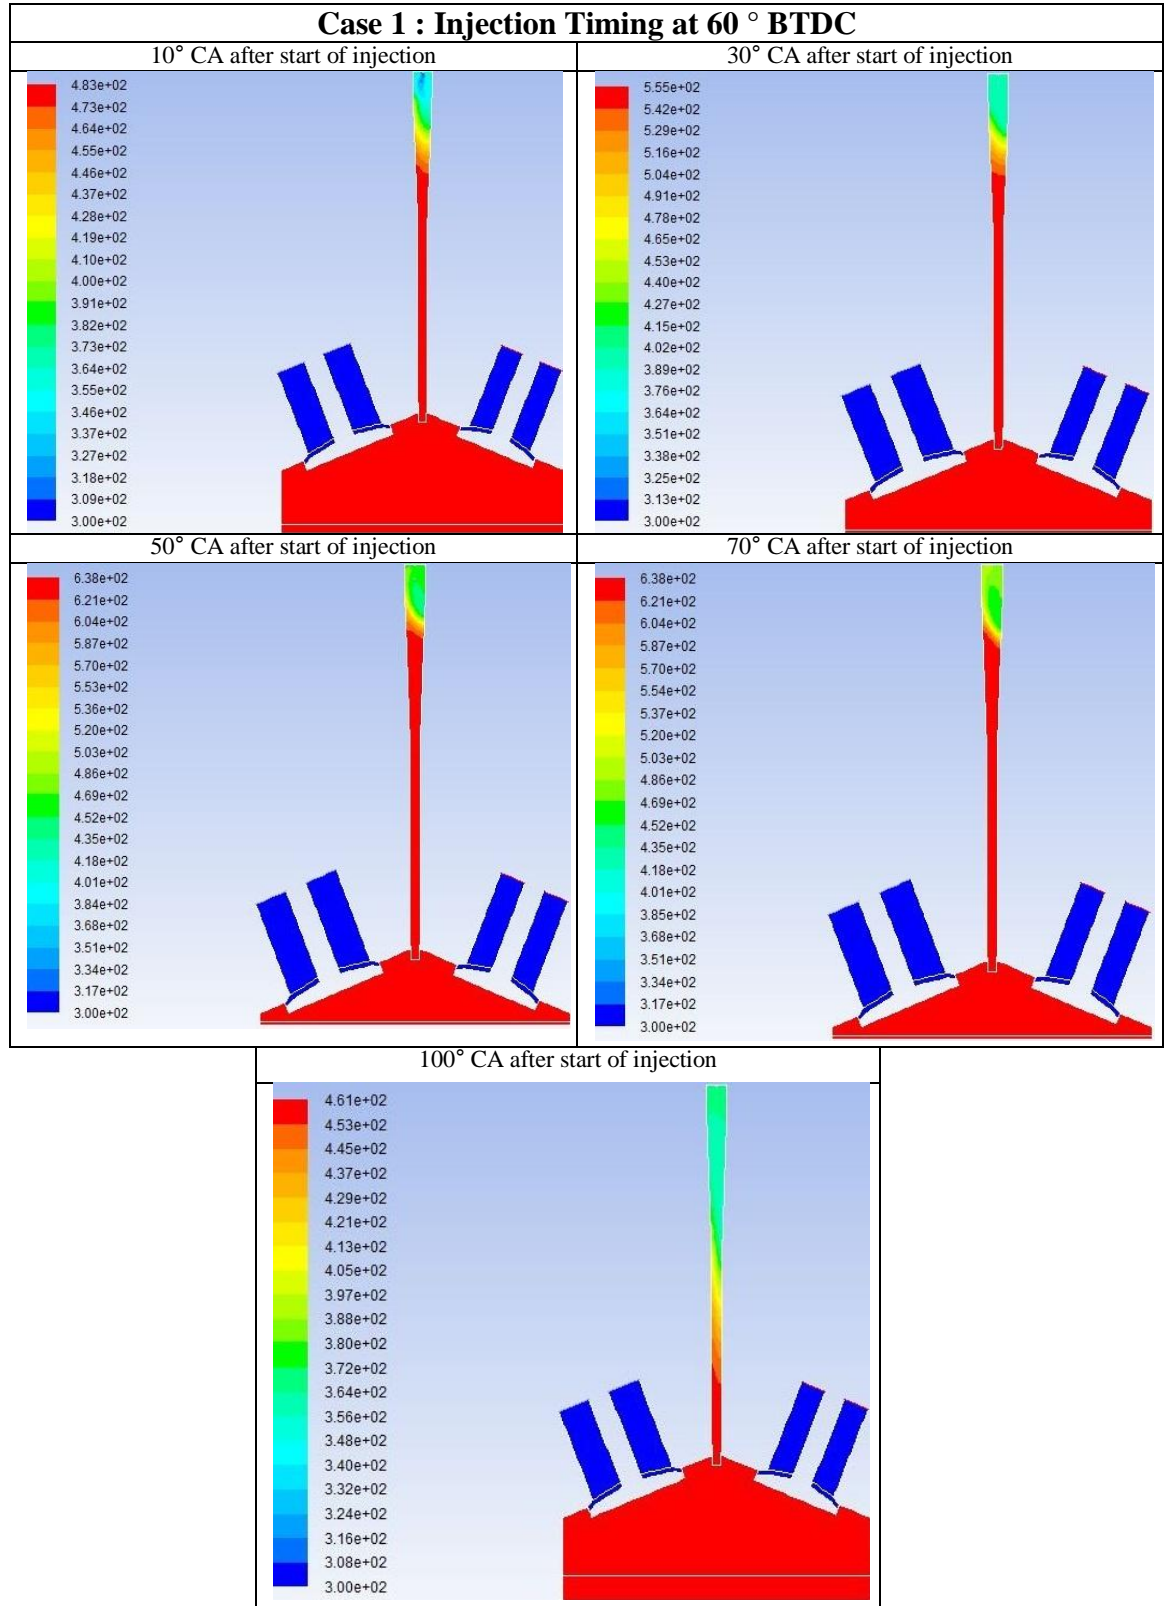 Case 1 : Injection Timing at 60 ° BTDC
10° CA after start of injection
4.83e+02
4.73e+02
4.64e+02
4.55e+02
4.46e+02
4.37e+02
4.28e+02
4.19e+02
4.10e+02
4.00e+02
3.91e+02
3.82e+02
3.73e+02
3.64e+02
3.55e+02
3.46e+02
3.37e+02
3.27e+02
3.18e+02
3.09e+02
3.00e+02
30° CA after start of injection
5.55e+02
5.42e+02
5.29e+02
5.16e+02
5.04e+02
4.91e+02
4.78e+02
4.65e+02
4.53e+02
4.40e+02
4.27e+02
4.15e+02
4.02e+02
3.89e+02
3.76e+02
3.64e+02
3.51e+02
3.38e+02
3.25e+02
3.13e+02
3.00e+02
50° CA after start of injection
6.38e+02
6.21e+02
6.04e+02
5.87e+02
5.70e+02
5.53e+02
5.36e+02
5.20e+02
5.03e+02
4.86e+02
4.69e+02
4.52e+02
4.35e+02
4.18e+02
4.01e+02
3.84e+02
3.68e+02
3.51e+02
3.34e+02
3.17e+02
3.00e+02
70° CA after start of injection
6.38e+02
6.21e+02
6.04e+02
5.87e+02
5.70e+02
5.54e+02
5.37e+02
5.20e+02
5.03e+02
4.86e+02
4.69e+02
4.52e+02
4.35e+02
4.18e+02
4.01e+02
3.85e+02
3.68e+02
3.51e+02
3.34e+02
3.17e+02
3.00e+02
100° CA after start of injection
4.61e+02
4.53e+02
4.45e+02
4.37e+02
4.29e+02
4.21e+02
4.13e+02
4.05e+02
3.97e+02
3.88e+02
3.80e+02
3.72e+02
3.64e+02
3.56e+02
3.48e+02
3.40e+02
3.32e+02
3.24e+02
3.16e+02
3.08e+02
3.00e+02